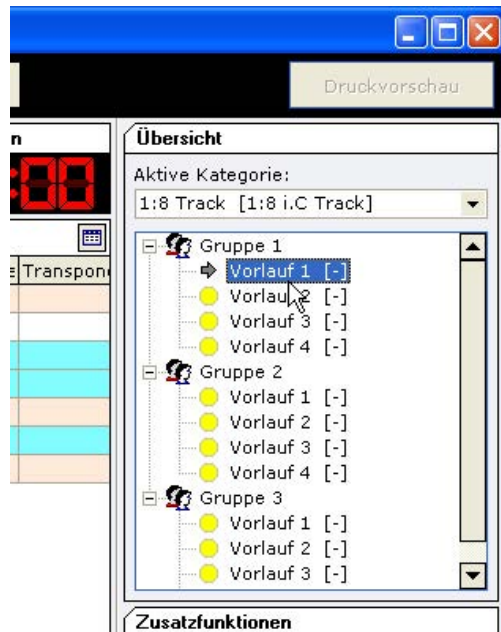 Druckvorschau
n
:00
Übersicht
Aktive Kategorie:
1:8 Track [1:8 i.C Track]
Transpon
Gruppe 1
Vorlauf 1 [-]
Vorlauf 2 [-]
Vorlauf 3 [-]
Vorlauf 4 [-]
Gruppe 2
Vorlauf 1 [-]
Vorlauf 2 [-]
Vorlauf 3 [-]
Vorlauf 4 [-]
Gruppe 3
Vorlauf 1 [-]
Vorlauf 2 [-]
Vorlauf 3 [-]
Zusatzfunktionen